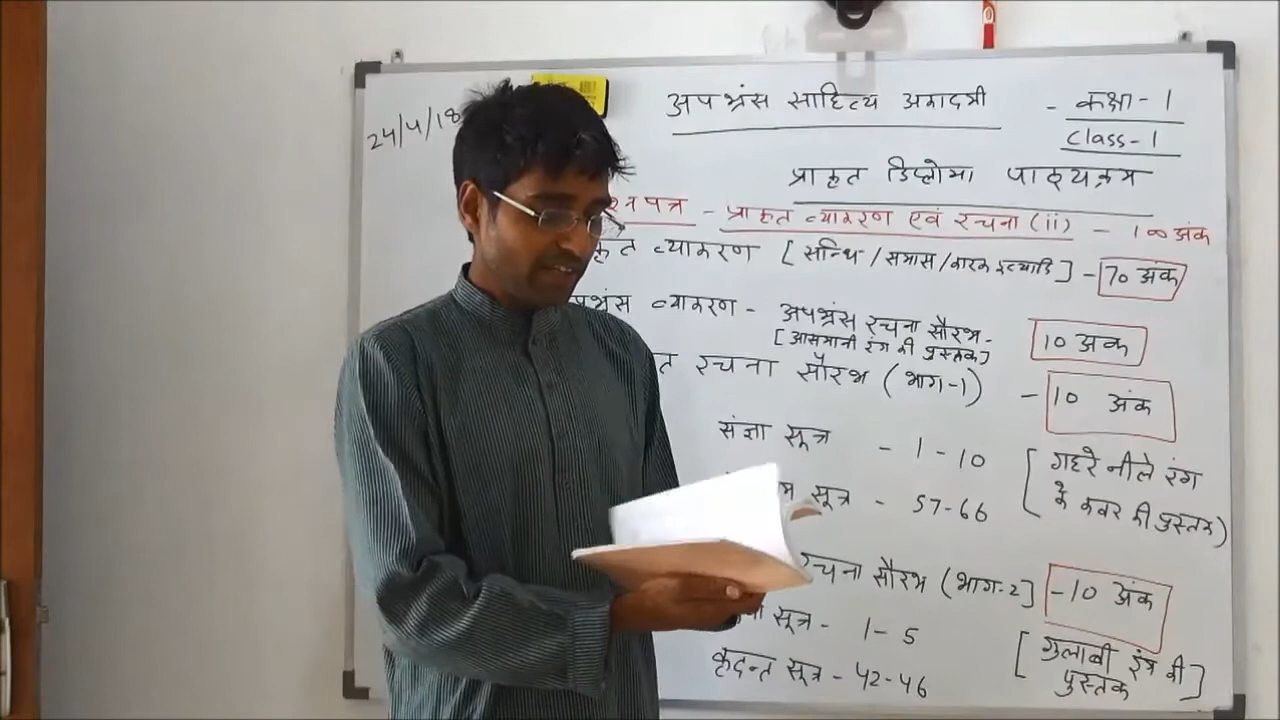 24/4/18
अपभ्रंस साहित्य अकादमी - कक्षा - 1
Class - 1
प्राकृत डिप्लोमा पाठ्यक्रम
त्रपत्र - प्राकृत व्याकरण एवं रचना (ii) - 100 अंक
कृत व्याकरण [ सन्धि / समास / कारक इत्यादि ] - 70 अंक
पभ्रंस व्याकरण - अपभ्रंस रचना सौरभ - 10 अंक
[ आसमानी रंग की पुस्तक ]
त रचना सौरभ ( भाग - 1 ) - 10 अंक
संज्ञा सूत्र - 1 - 10 [ गहरे नीले रंग
सूत्र - 57-66 के कवर की पुस्तक )
रचना सौरभ ( भाग - 2 ] - 10 अंक
सूत्र - 1 - 5 [ गुलाबी रंग की
कृदन्त सूत्र - 42-46 पुस्तक ]